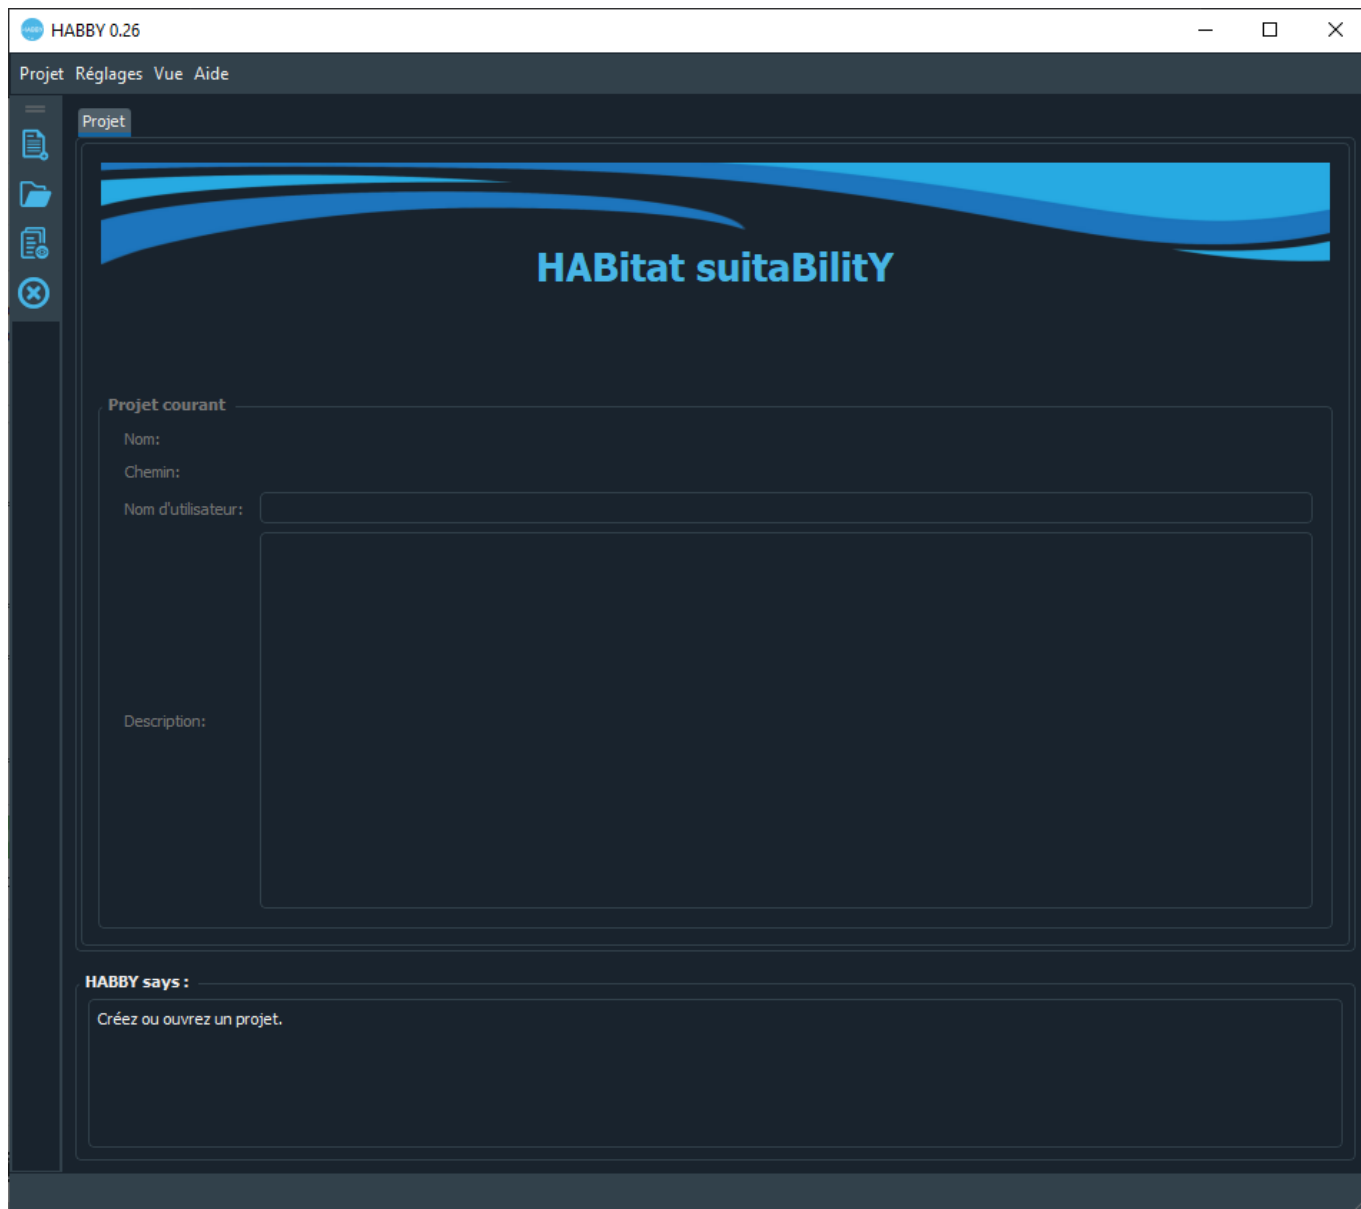 HABBY 0.26
Projet Réglages Vue Aide
Projet
HABitat suitaBilitY
Projet courant
Nom:
Chemin:
Nom d'utilisateur:
Description:
HABBY says :
Créez ou ouvrez un projet.